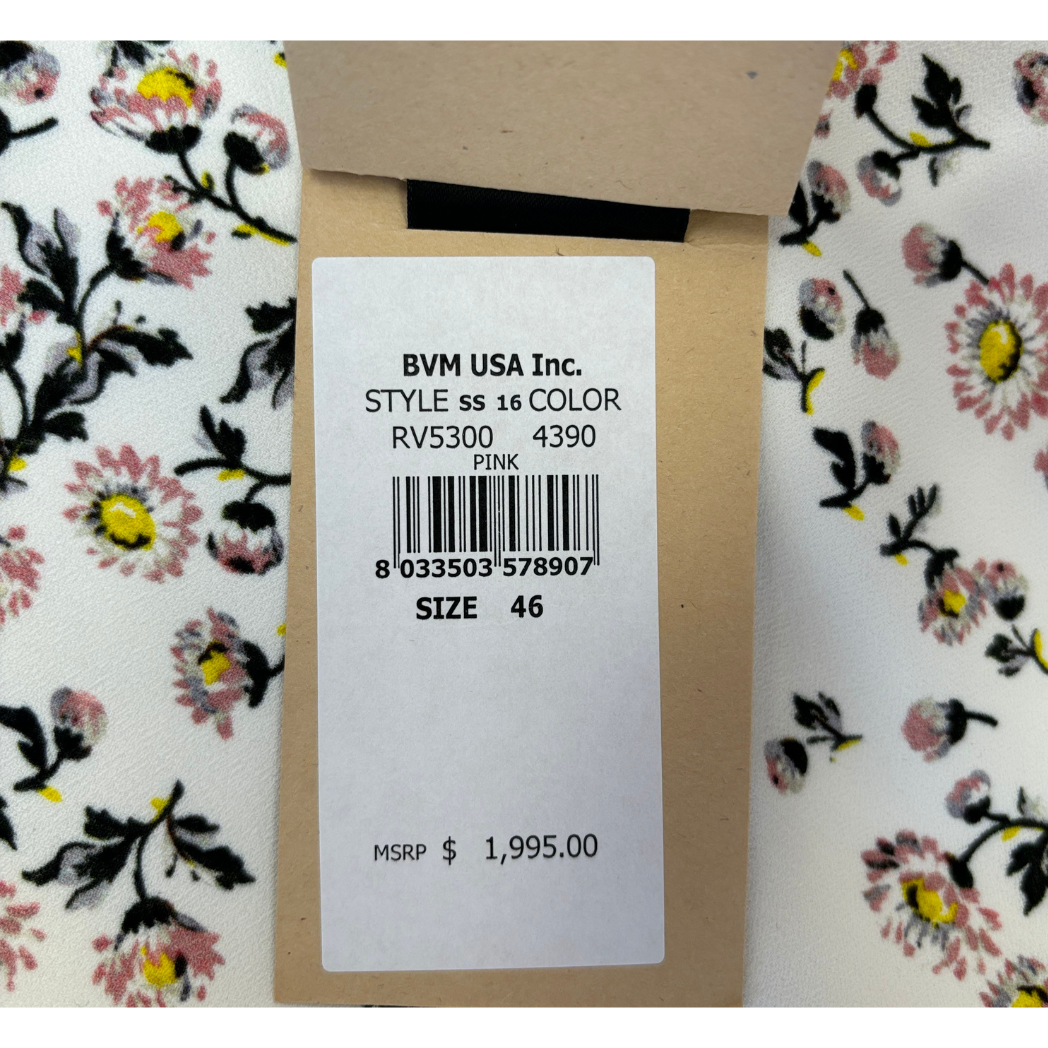 BVM USA Inc.
STYLE SS 16 COLOR
RV5300 4390
PINK
8 033503 578907
SIZE 46
MSRP $ 1,995.00